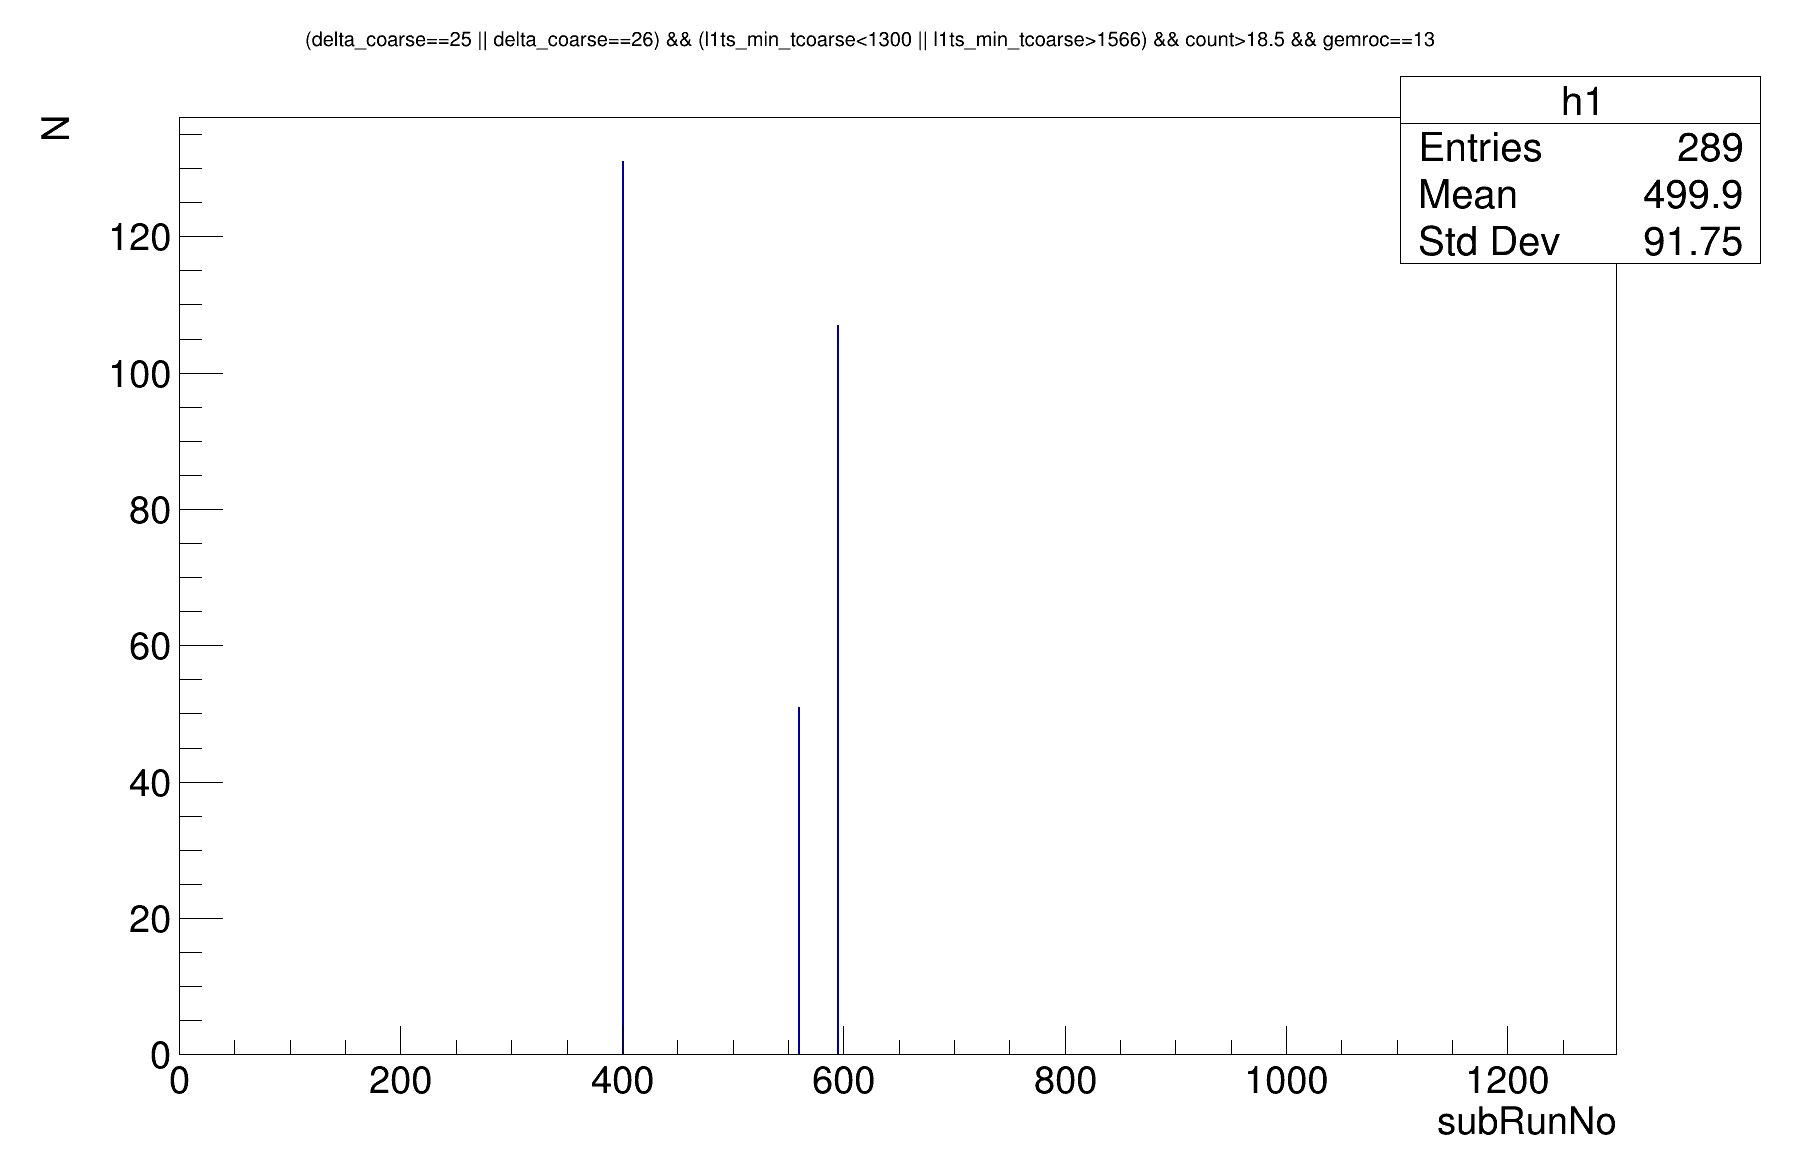 (delta_coarse==25 || delta_coarse==26) && (l1ts_min_tcoarse<1300 || l1ts_min_tcoarse>1566) && count>18.5 && gemroc==13
h1
Entries 289
Mean 499.9
Std Dev 91.75
N
120
100
80
60
40
20
0
0 200 400 600 800 1000 1200
subRunNo